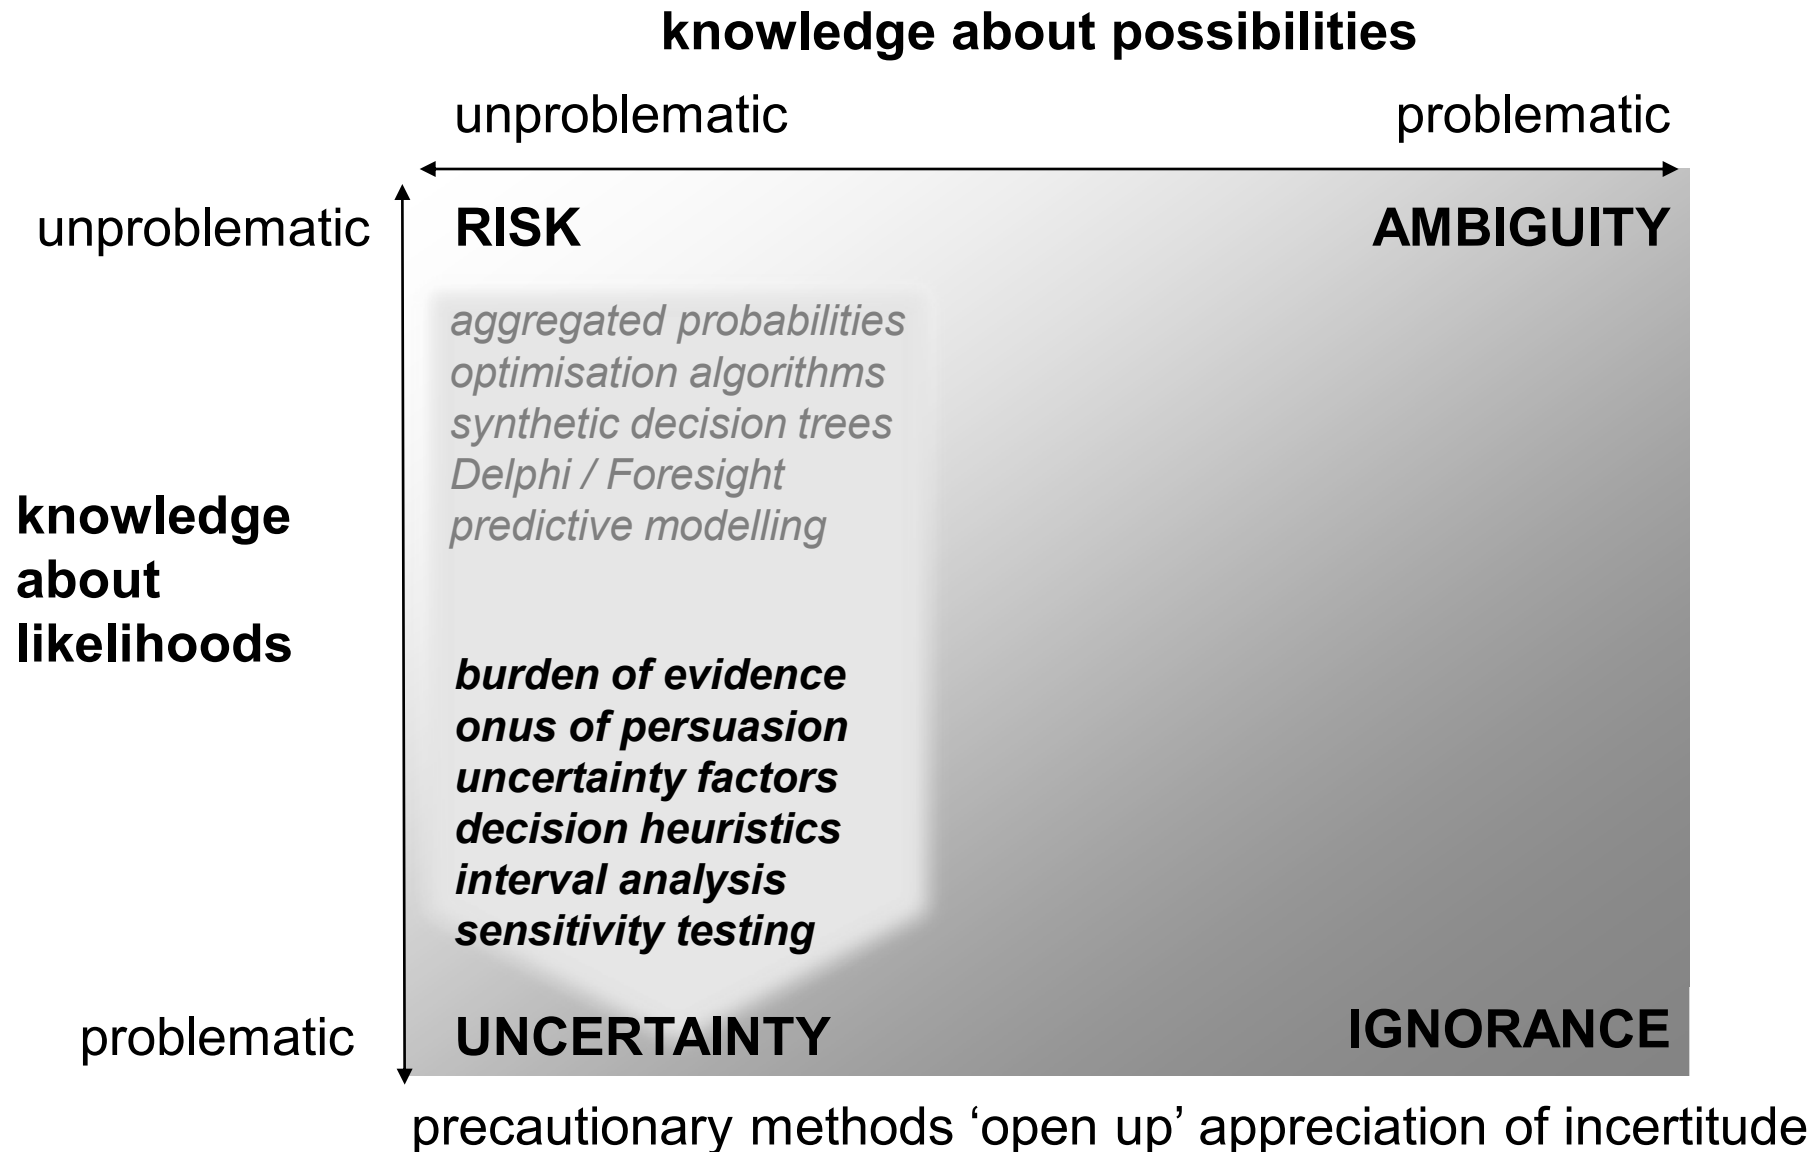 knowledge about possibilities
unproblematic problematic
unproblematic RISK AMBIGUITY
aggregated probabilities
optimisation algorithms
synthetic decision trees
Delphi / Foresight
predictive modelling
knowledge
about
likelihoods
burden of evidence
onus of persuasion
uncertainty factors
decision heuristics
interval analysis
sensitivity testing
problematic UNCERTAINTY IGNORANCE
precautionary methods ‘open up’ appreciation of incertitude